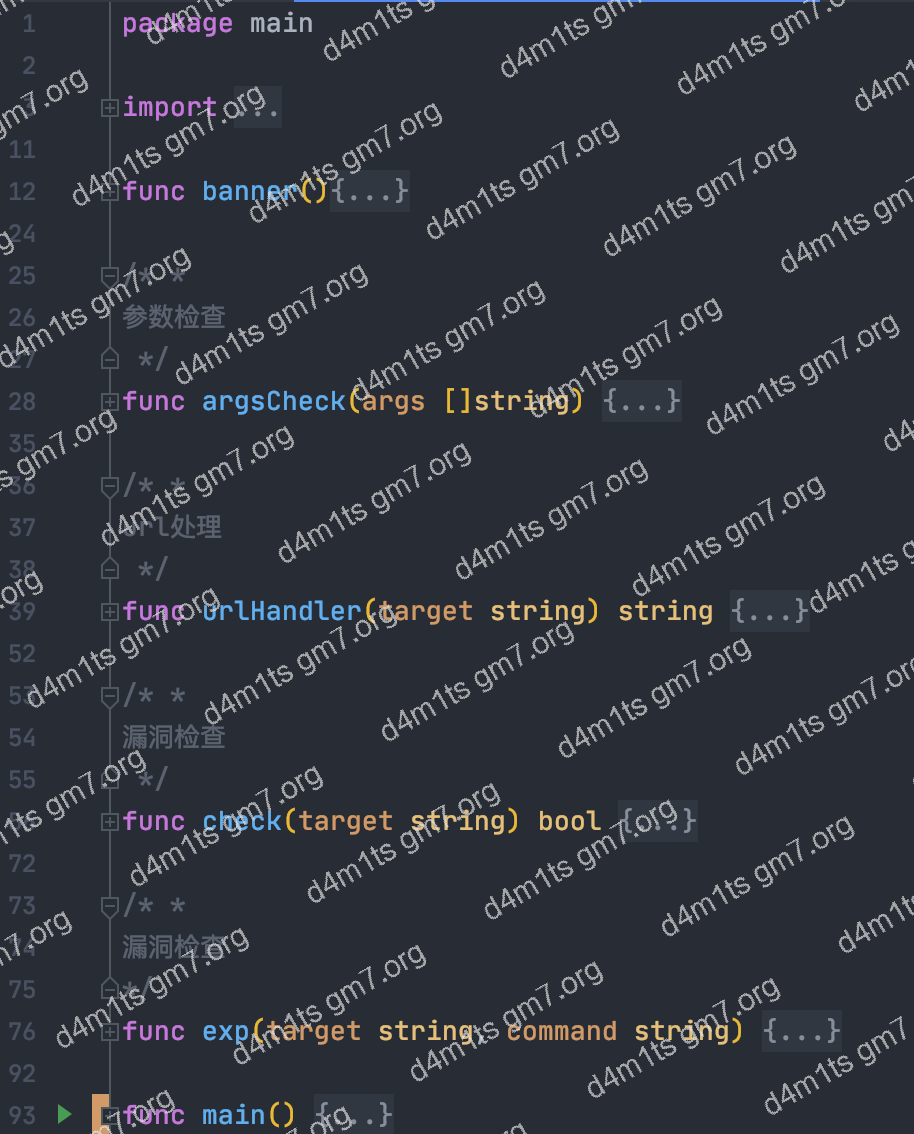 1 package main
2
3 import ...
11
12 func banner(){...}
24
25 /* *
26 参数检查
27 */
28 func argsCheck(args []string) {...}
35
36 /* *
37 url处理
38 */
39 func urlHandler(target string) string {...}
52
53 /* *
54 漏洞检查
55 */
func check(target string) bool {...}
72
73 /* *
74 漏洞检查
75 */
76 func exp(target string, command string) {...}
92
93 func main() {...}
d4m1ts gm7.org